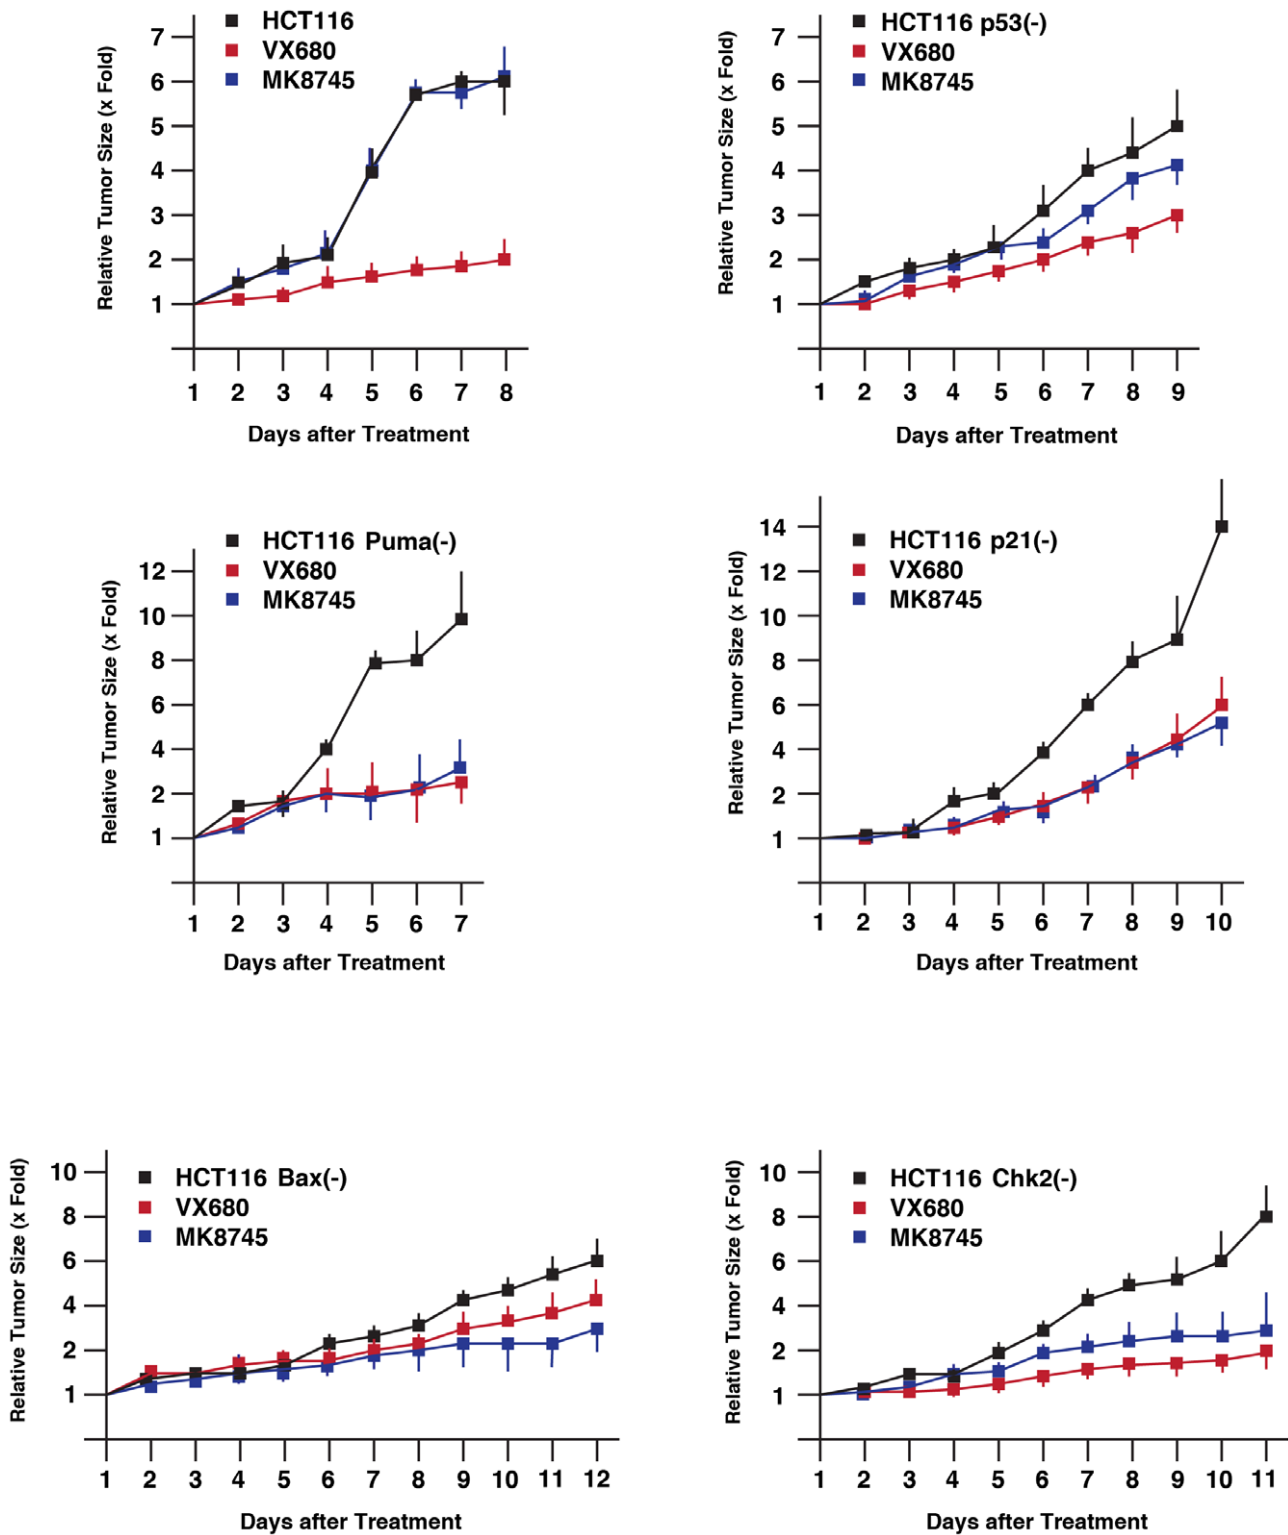 HCT116
VX680
MK8745
Relative Tumor Size (x Fold)
7
6
5
4
3
2
1
1 2 3 4 5 6 7 8
Days after Treatment
HCT116 p53(-)
VX680
MK8745
Relative Tumor Size (x Fold)
7
6
5
4
3
2
1
1 2 3 4 5 6 7 8 9
Days after Treatment
HCT116 Puma(-)
VX680
MK8745
Relative Tumor Size (x Fold)
12
10
8
6
4
2
1
1 2 3 4 5 6 7
Days after Treatment
HCT116 p21(-)
VX680
MK8745
Relative Tumor Size (x Fold)
14
12
10
8
6
4
2
1
1 2 3 4 5 6 7 8 9 10
Days after Treatment
HCT116 Bax(-)
VX680
MK8745
Relative Tumor Size (x Fold)
10
8
6
4
2
1
1 2 3 4 5 6 7 8 9 10 11 12
Days after Treatment
HCT116 Chk2(-)
VX680
MK8745
Relative Tumor Size (x Fold)
10
8
6
4
2
1
1 2 3 4 5 6 7 8 9 10 11
Days after Treatment